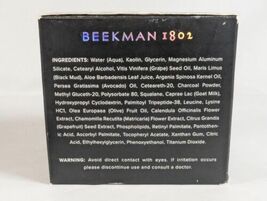 BEEKMAN 1802
INGREDIENTS: Water (Aqua), Kaolin, Glycerin, Magnesium Aluminum
Silicate, Cetearyl Alcohol, Vitis Vinifera (Grape) Seed Oil, Maris Limus
(Black Mud), Aloe Barbadensis Leaf Juice, Argania Spinosa Kernel Oil,
Persea Gratissima (Avocado) Oil, Ceteareth-20, Charcoal Powder,
Methyl Gluceth-20, Polysorbate 80, Squalane, Caprae Lac (Goat Milk),
Hydroxypropyl Cyclodextrin, Palmitoyl Tripeptide-38, Leucine, Lysine
HCl, Olea Europaea (Olive) Fruit Oil, Calendula Officinalis Flower
Extract, Chamomilla Recutita (Matricaria) Flower Extract, Citrus Grandis
(Grapefruit) Seed Extract, Phospholipids, Retinyl Palmitate, Pantothenic
Acid, Ascorbyl Palmitate, Tocopheryl Acetate, Xanthan Gum, Citric
Acid, Ethylhexylglycerin, Phenoxyethanol, Titanium Dioxide.
WARNING: Avoid direct contact with eyes, if irritation occurs
please discontinue use and consult a doctor.